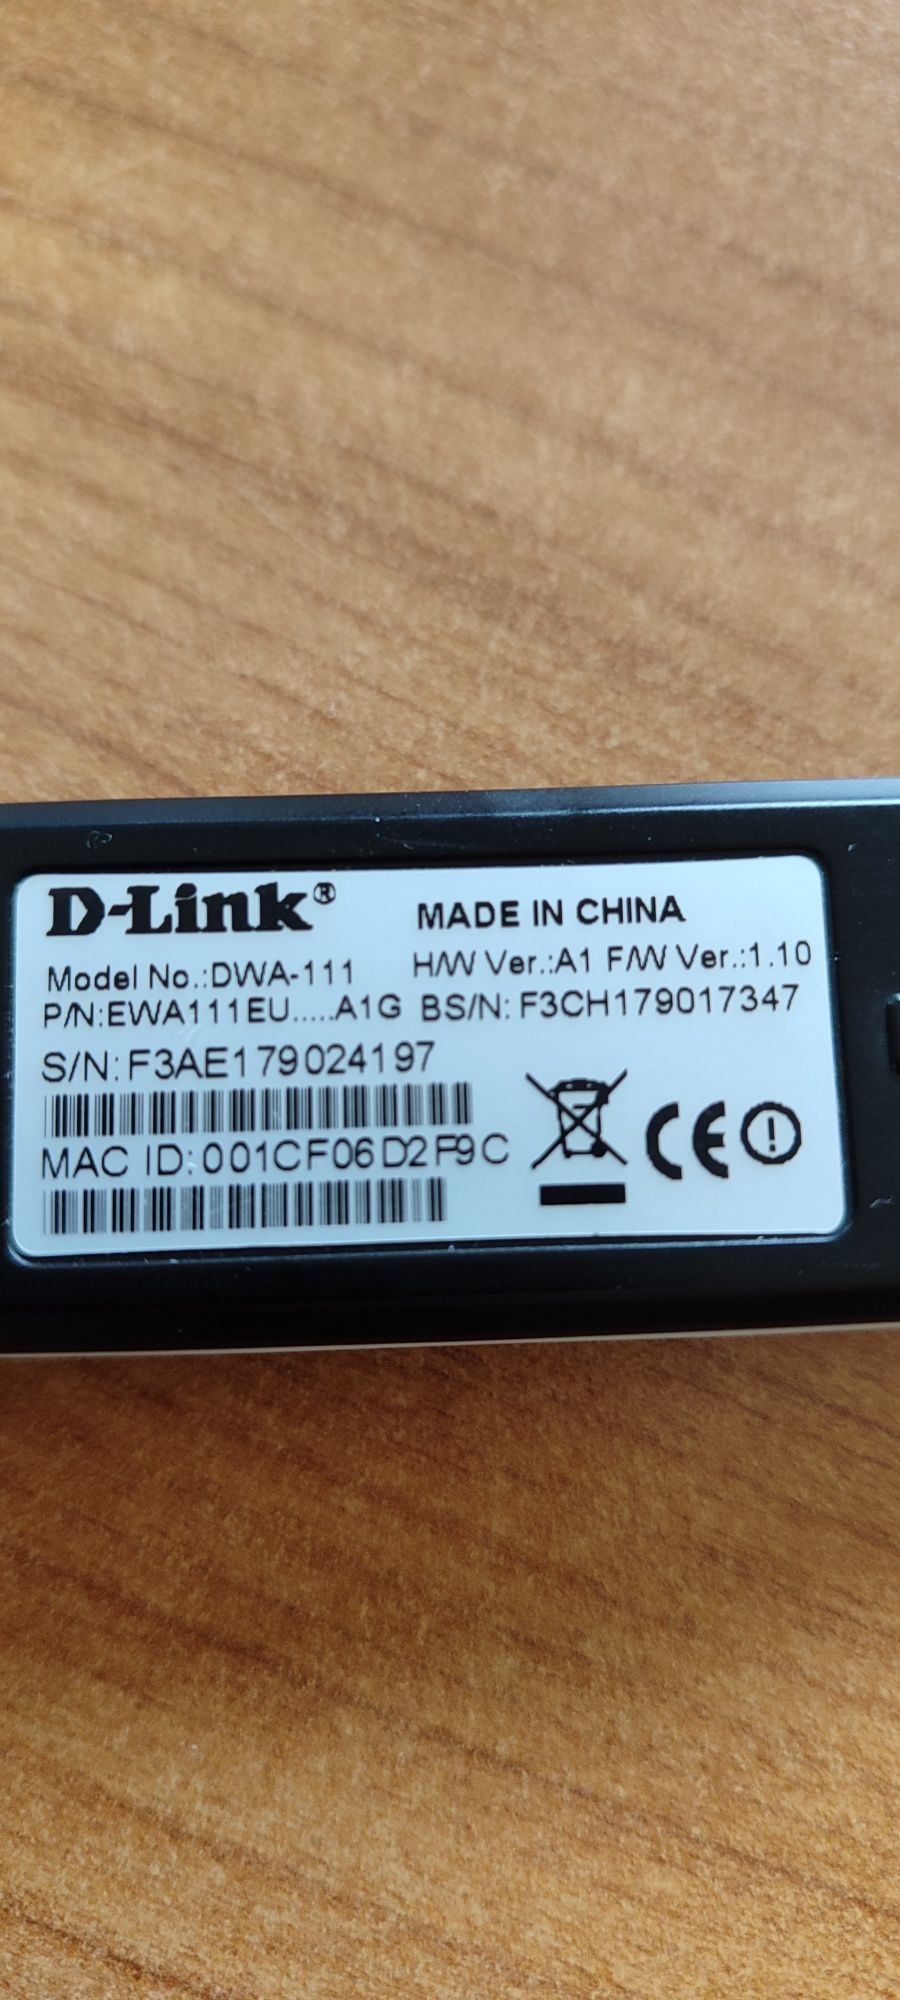 D-Link®
MADE IN CHINA
Model No.:DWA-111
H/W Ver.:A1 F/W Ver.:1.10
P/N:EWA111EU.....A1G BS/N: F3CH179017347
S/N: F3AE179024197
MAC ID:001CF06D2F9C
CE